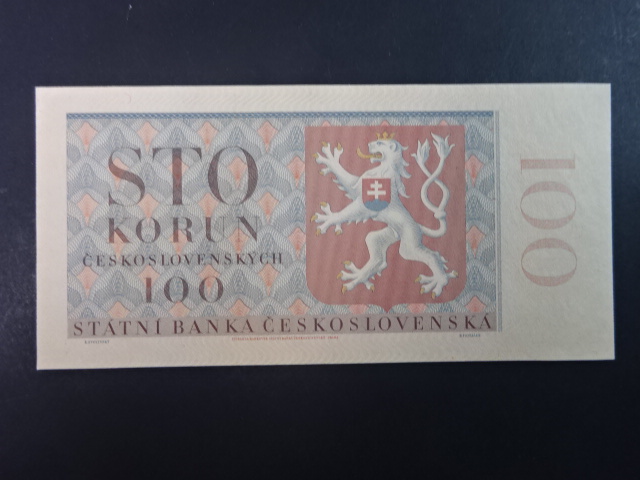 STO
KORUN
ČESKOSLOVENSKÝCH
100
STÁTNÍ BANKA ČESKOSLOVENSKÁ
100